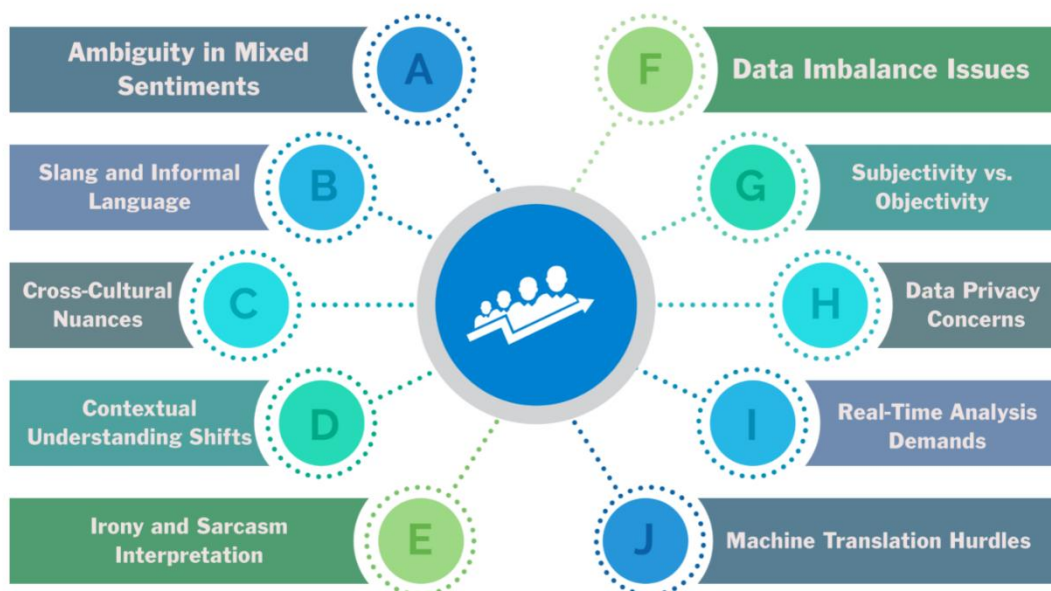 Ambiguity in Mixed
Sentiments
A
Slang and Informal
Language
B
Cross-Cultural
Nuances
C
Contextual
Understanding Shifts
D
Irony and Sarcasm
Interpretation
E
F
Data Imbalance Issues
G
Subjectivity vs.
Objectivity
H
Data Privacy
Concerns
I
Real-Time Analysis
Demands
J
Machine Translation Hurdles